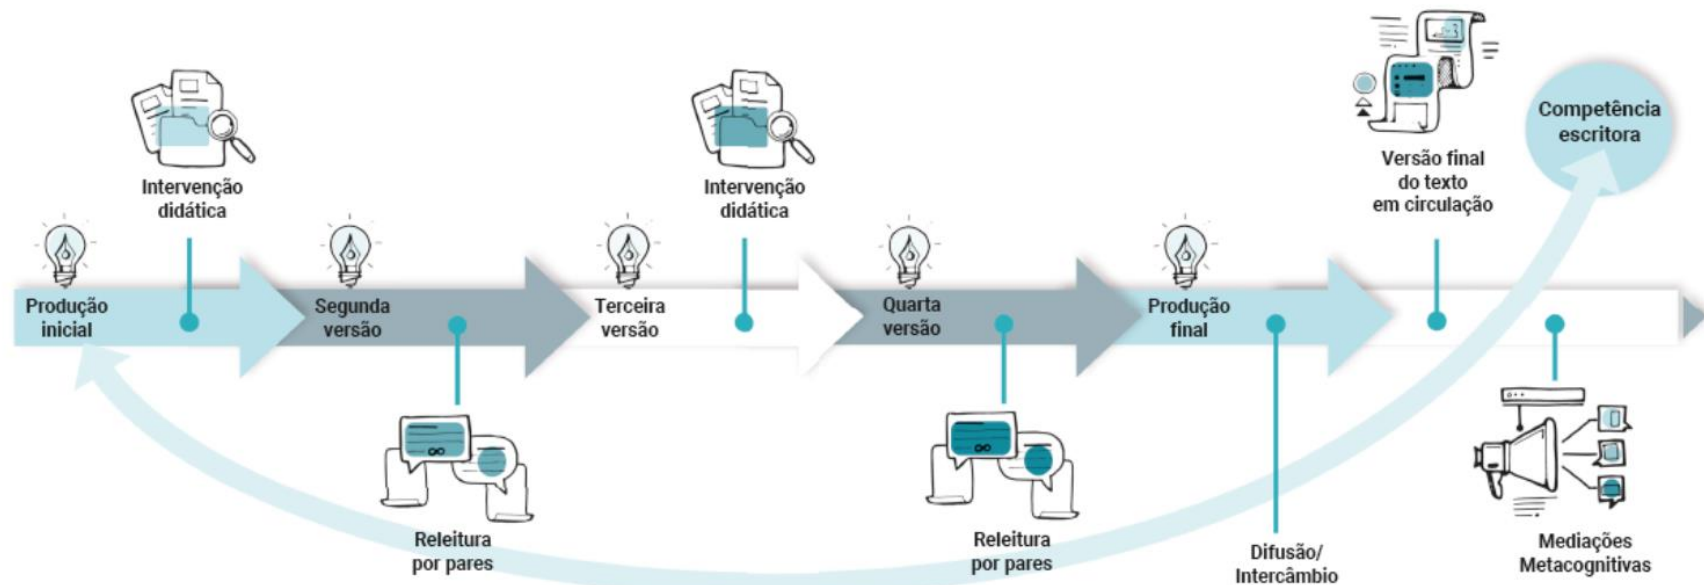 Competência
escritora
Intervenção
didática
Intervenção
didática
Versão final
do texto
em circulação
Produção
inicial
Segunda
versão
Terceira
versão
Quarta
versão
Produção
final
Releitura
por pares
Releitura
por pares
Difusão/
Intercâmbio
Mediações
Metacognitivas